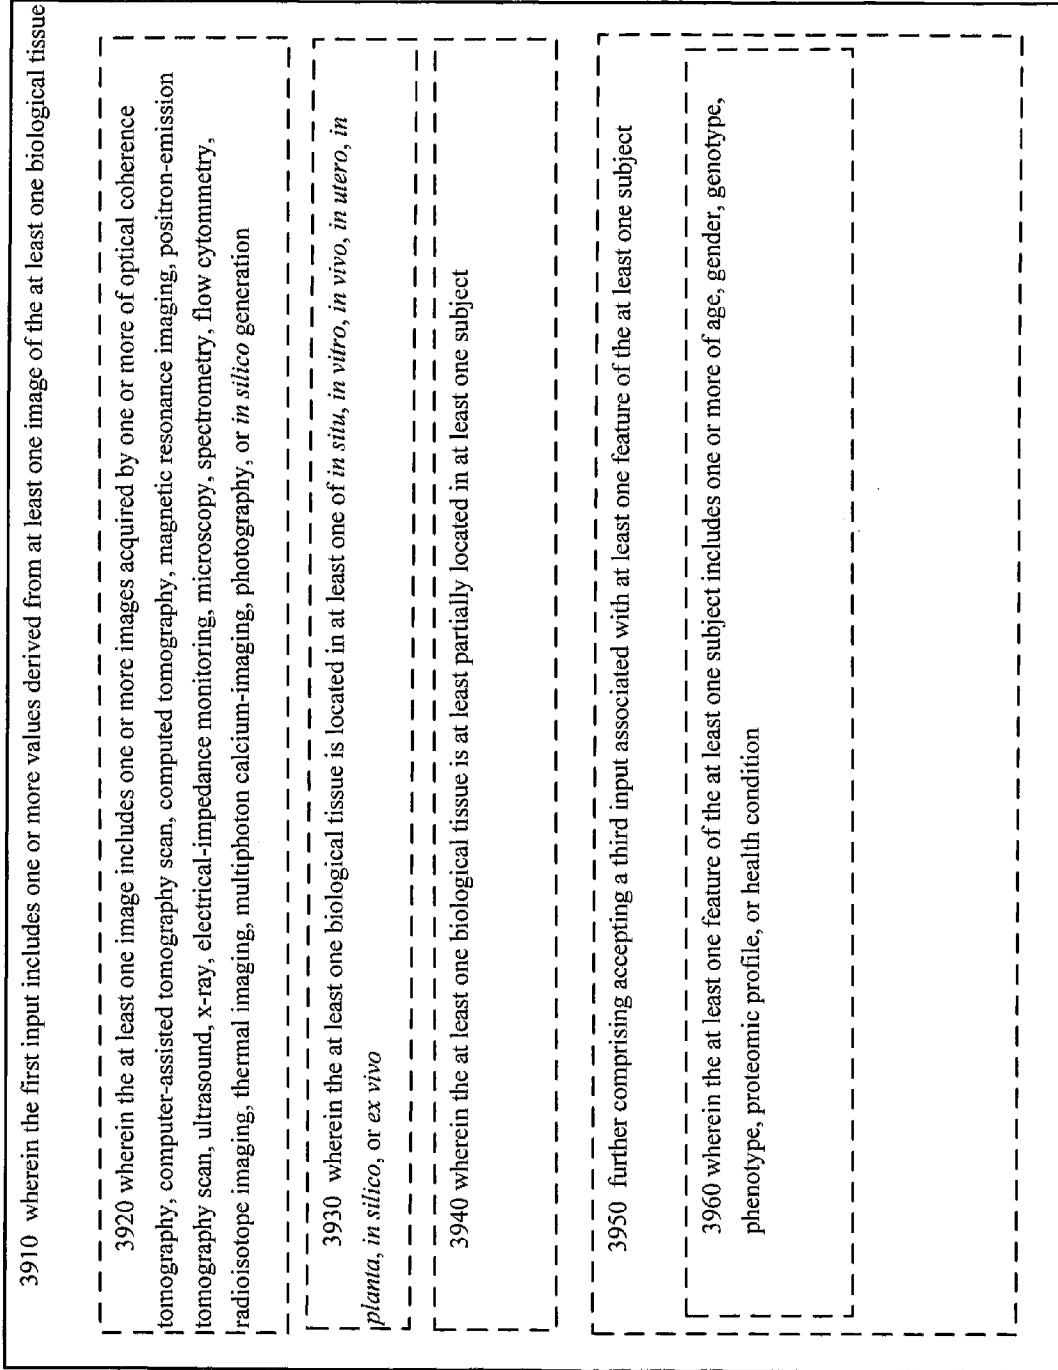 3910 wherein the first input includes one or more values derived from at least one image of the at least one biological tissue
3920 wherein the at least one image includes one or more images acquired by one or more of optical coherence
tomography, computer-assisted tomography scan, computed tomography, magnetic resonance imaging, positron-emission
tomography scan, ultrasound, x-ray, electrical-impedance monitoring, microscopy, spectrometry, flow cytommetry,
radioisotope imaging, thermal imaging, multiphoton calcium-imaging, photography, or in silico generation
3930 wherein the at least one biological tissue is located in at least one of in situ, in vitro, in vivo, in utero, in
planta, in silico, or ex vivo
3940 wherein the at least one biological tissue is at least partially located in at least one subject
3950 further comprising accepting a third input associated with at least one feature of the at least one subject
3960 wherein the at least one feature of the at least one subject includes one or more of age, gender, genotype,
phenotype, proteomic profile, or health condition